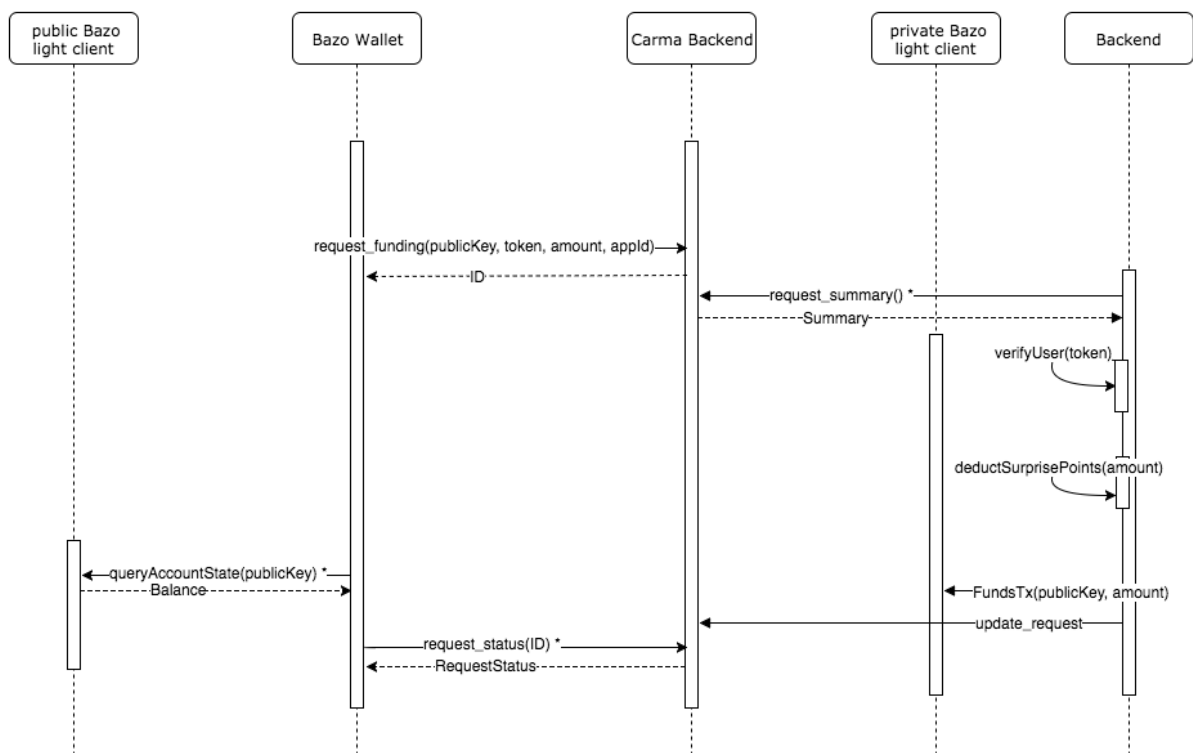 public Bazo
light client
Bazo Wallet
Carma Backend
private Bazo
light client
Backend
request_funding(publicKey, token, amount, appId)
ID
request_summary() *
Summary
verifyUser(token)
deductSurprisePoints(amount)
queryAccountState(publicKey) *
Balance
FundsTx(publicKey, amount)
update_request
request_status(ID) *
RequestStatus